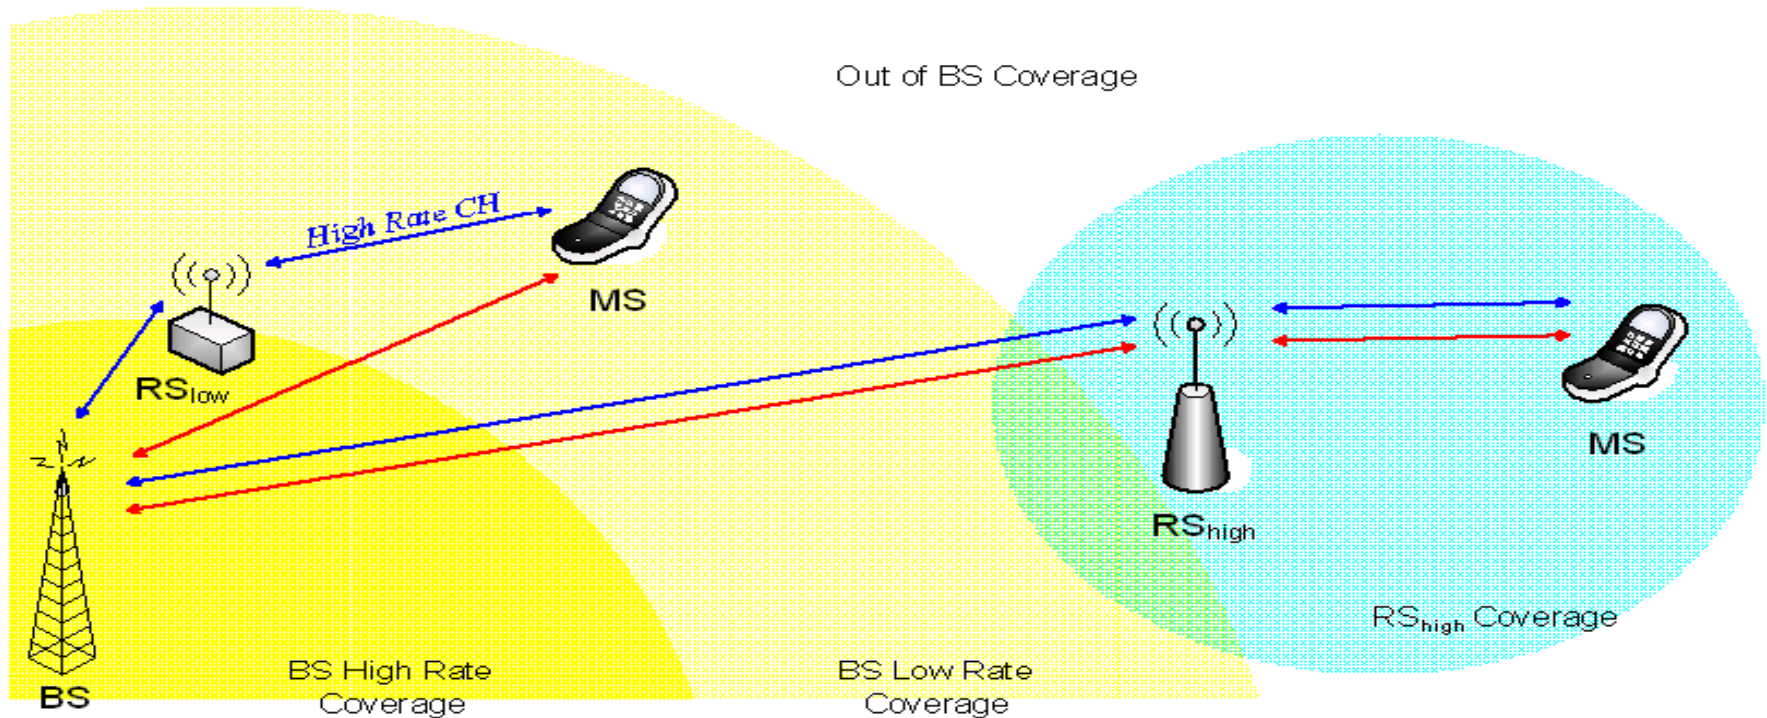 Out of BS Coverage
High Rate CH
MS
RSlow
MS
RShigh
RShigh Coverage
BS High Rate
Coverage
BS Low Rate
Coverage
BS